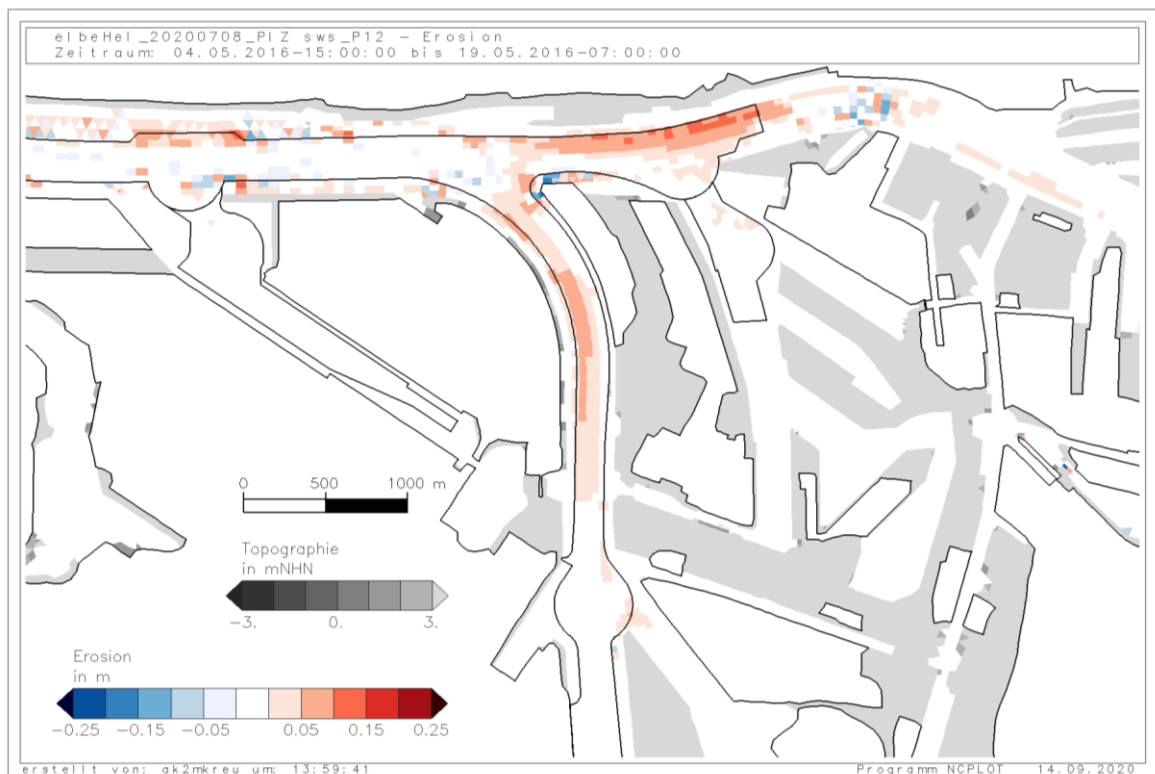 elbeHel_20200708_PIZ sws_P12 – Erosion
Zeitraum: 04.05.2016-15:00:00 bis 19.05.2016-07:00:00
0 500 1000 m
Topographie
in mNHN
-3. 0. 3.
Erosion
in m
-0.25 -0.15 -0.05 0.05 0.15 0.25
erstellt von: ak2mkreu um: 13:59:41 Programm NCPLOT 14.09.2020